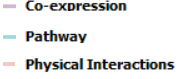 Co-expression
Pathway
Physical Interactions